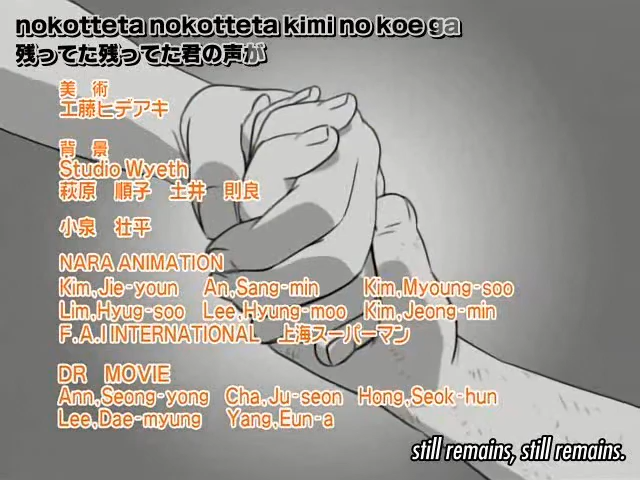 nokotteta nokotteta kimi no koe ga
残ってた残ってた君の声が
美 術
工藤ヒデアキ
背 景
Studio Wyeth
萩原 順子 土井 則良
小泉 壮平
NARA ANIMATION
Kim,Jie-youn An,Sang-min Kim,Myoung-soo
Lim,Hyug-soo Lee,Hyung-moo Kim,Jeong-min
F.A.I INTERNATIONAL 上海スーパーマン
DR MOVIE
Ann,Seong-yong Cha,Ju-seon Hong,Seok-hun
Lee,Dae-myung Yang,Eun-a
still remains, still remains.